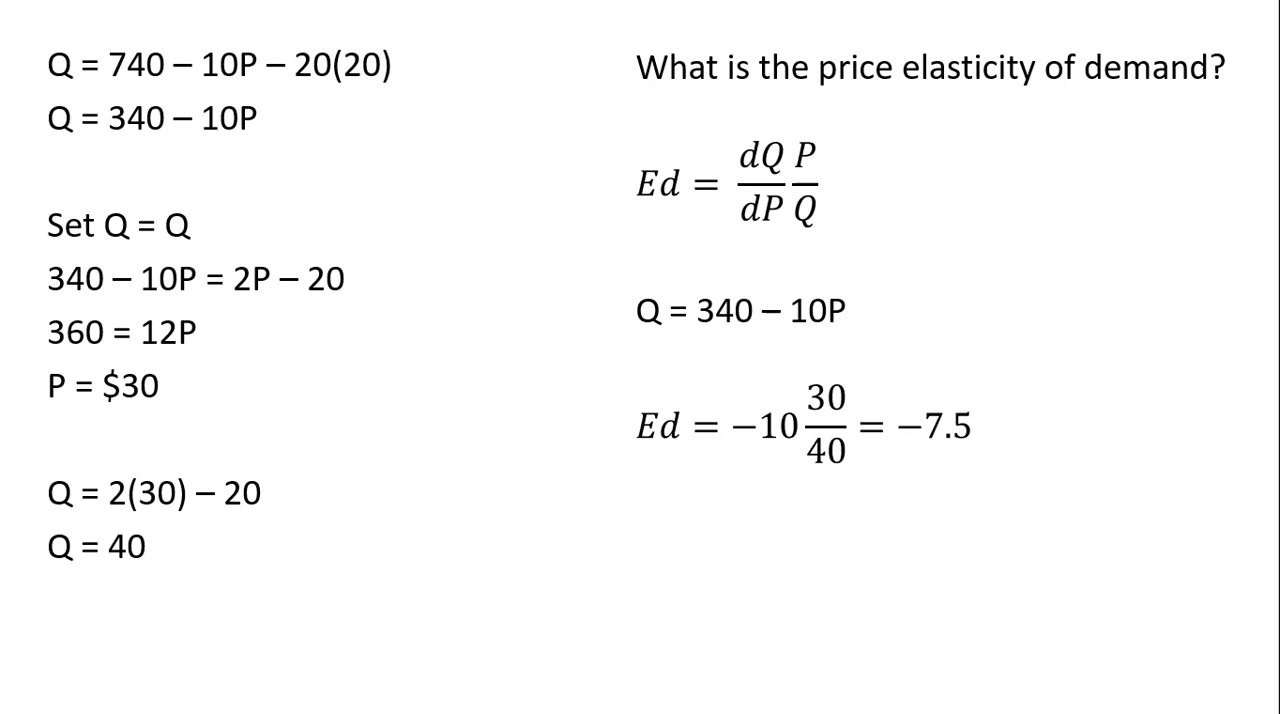 Q = 740 – 10P – 20(20)
Q = 340 – 10P
Set Q = Q
340 – 10P = 2P – 20
360 = 12P
P = $30
Q = 2(30) – 20
Q = 40
What is the price elasticity of demand?
Ed = dQ/dP P/Q
Q = 340 – 10P
Ed = −10 30/40 = −7.5